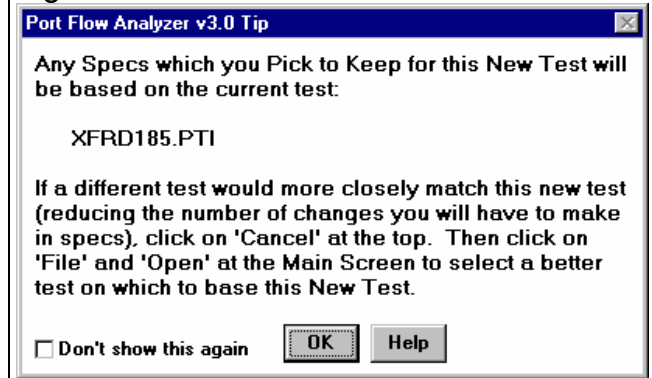 Port Flow Analyzer v3.0 Tip
Any Specs which you Pick to Keep for this New Test will
be based on the current test:
XFRD185.PTI
If a different test would more closely match this new test
(reducing the number of changes you will have to make
in specs), click on 'Cancel' at the top. Then click on
'File' and 'Open' at the Main Screen to select a better
test on which to base this New Test.
Don't show this again OK Help